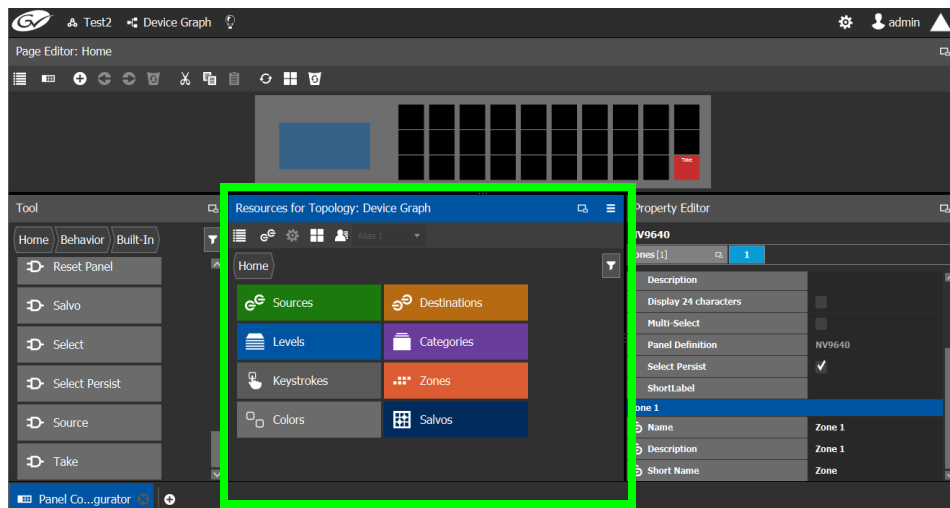 GV Test2 Device Graph admin
Page Editor: Home
Take
Tool
Home Behavior Built-In
Reset Panel
Salvo
Select
Select Persist
Source
Take
Resources for Topology: Device Graph
Alias 1
Home
Sources Destinations
Levels Categories
Keystrokes Zones
Colors Salvos
Property Editor
NV9640
ones [1] 1
Description
Display 24 characters
Multi-Select
Panel Definition NV9640
Select Persist
ShortLabel
one 1
Name Zone 1
Description Zone 1
Short Name Zone
Panel Co...gurator